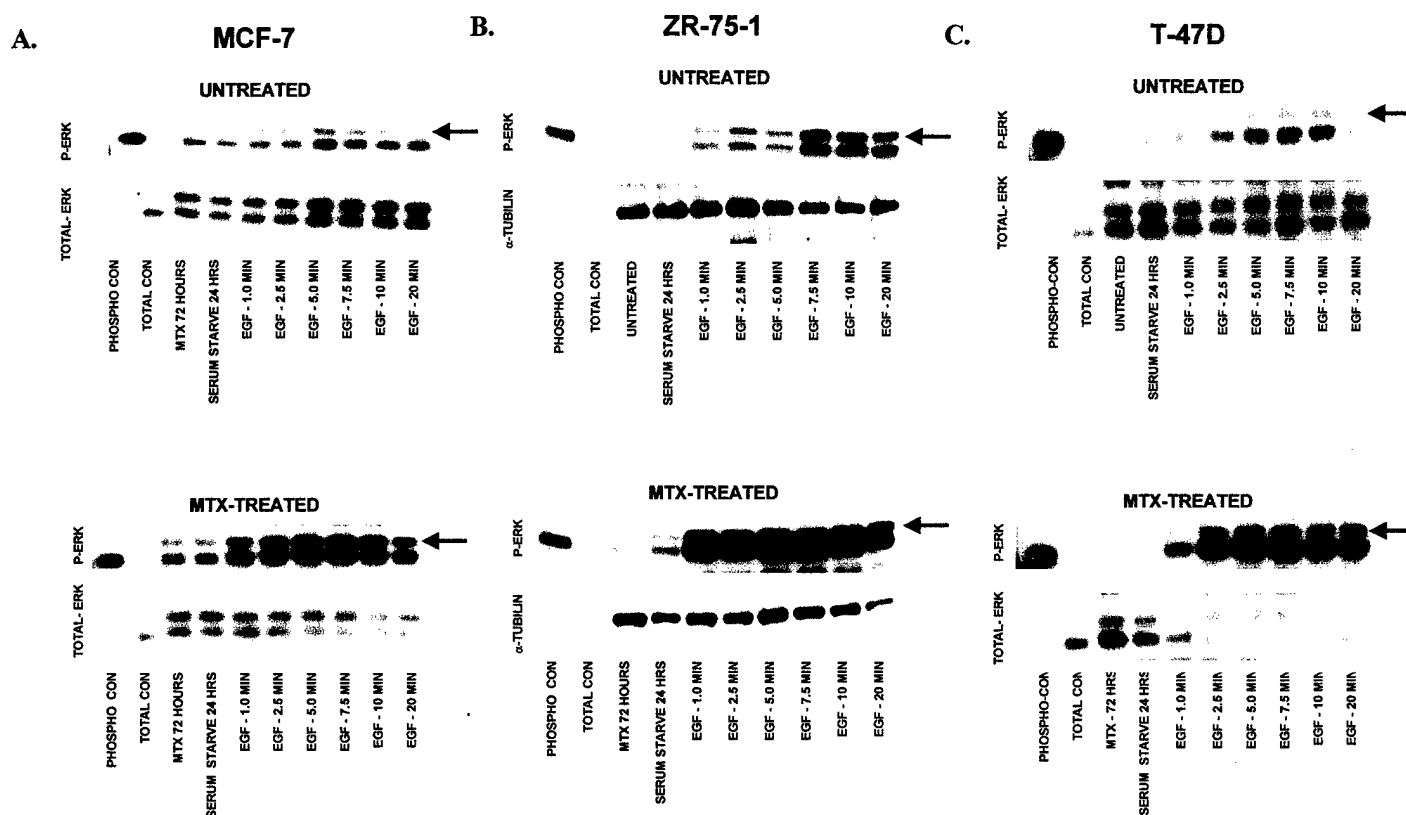 A.
MCF-7
UNTREATED
P-ERK
TOTAL- ERK
PHOSPHO CON
TOTAL CON
MTX 72 HOURS
SERUM STARVE 24 HRS
EGF - 1.0 MIN
EGF - 2.5 MIN
EGF - 5.0 MIN
EGF - 7.5 MIN
EGF - 10 MIN
EGF - 20 MIN
MTX-TREATED
P-ERK
TOTAL- ERK
PHOSPHO CON
TOTAL CON
MTX 72 HOURS
SERUM STARVE 24 HRS
EGF - 1.0 MIN
EGF - 2.5 MIN
EGF - 5.0 MIN
EGF - 7.5 MIN
EGF - 10 MIN
EGF - 20 MIN
B.
ZR-75-1
UNTREATED
P-ERK
α-TUBILIN
PHOSPHO CON
TOTAL CON
UNTREATED
SERUM STARVE 24 HRS
EGF - 1.0 MIN
EGF - 2.5 MIN
EGF - 5.0 MIN
EGF - 7.5 MIN
EGF - 10 MIN
EGF - 20 MIN
MTX-TREATED
P-ERK
α-TUBILIN
PHOSPHO CON
TOTAL CON
MTX 72 HOURS
SERUM STARVE 24 HRS
EGF - 1.0 MIN
EGF - 2.5 MIN
EGF - 5.0 MIN
EGF - 7.5 MIN
EGF - 10 MIN
EGF - 20 MIN
C.
T-47D
UNTREATED
P-ERK
TOTAL- ERK
PHOSPHO-CON
TOTAL CON
UNTREATED
SERUM STARVE 24 HRS
EGF - 1.0 MIN
EGF - 2.5 MIN
EGF - 5.0 MIN
EGF - 7.5 MIN
EGF - 10 MIN
EGF - 20 MIN
MTX-TREATED
P-ERK
TOTAL- ERK
PHOSPHO-CON
TOTAL CON
MTX - 72 HRS
SERUM STARVE 24 HRS
EGF - 1.0 MIN
EGF - 2.5 MIN
EGF - 5.0 MIN
EGF - 7.5 MIN
EGF - 10 MIN
EGF - 20 MIN